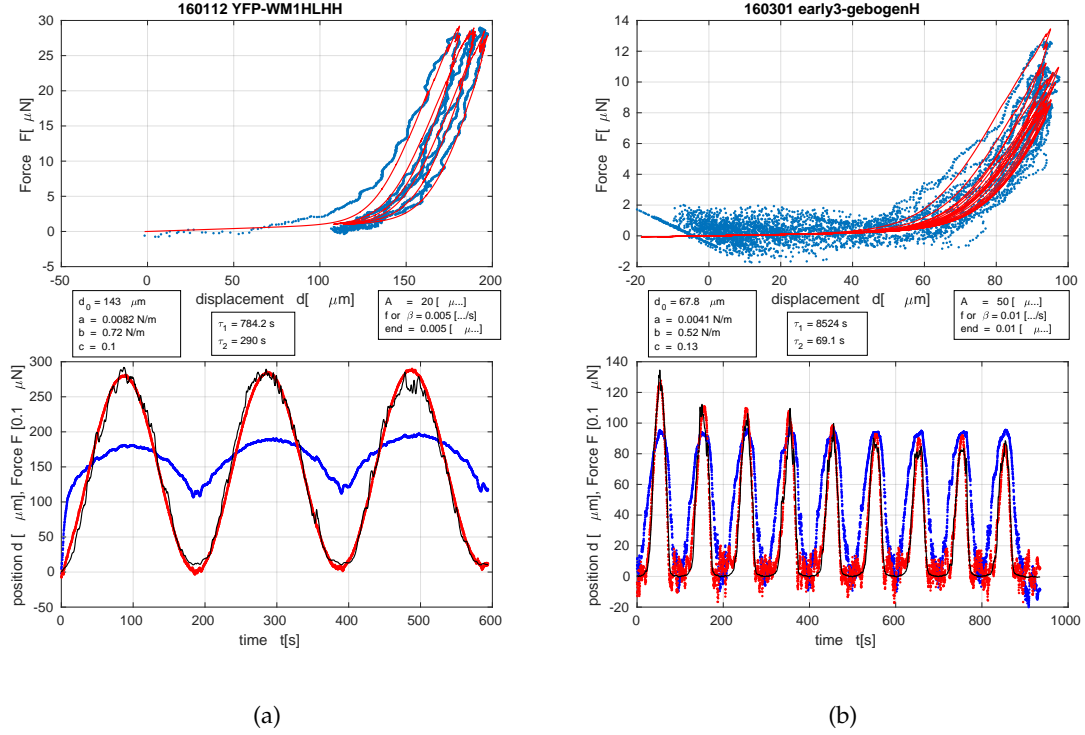 160112 YFP-WM1HLHH
30
25
20
15
10
5
0
-5
Force F[ μN]
-50
0
50
100
150
200
displacement d[ μm]
d0 = 143 μm
a = 0.0082 N/m
b = 0.72 N/m
c = 0.1
τ1 = 784.2 s
τ2 = 290 s
A = 20 [ μ...]
f or β = 0.005 [.../s]
end = 0.005 [ μ...]
300
250
200
150
100
50
0
-50
position d [ μm], Force F [0.1 μN]
0
100
200
300
400
500
600
time t[s]
(a)
160301 early3-gebogenH
14
12
10
8
6
4
2
0
-2
Force F[ μN]
-20
0
20
40
60
80
100
displacement d[ μm]
d0 = 67.8 μm
a = 0.0041 N/m
b = 0.52 N/m
c = 0.13
τ1 = 8524 s
τ2 = 69.1 s
A = 50 [ μ...]
f or β = 0.01 [.../s]
end = 0.01 [ μ...]
140
120
100
80
60
40
20
0
-20
position d [ μm], Force F [0.1 μN]
0
200
400
600
800
1000
time t[s]
(b)